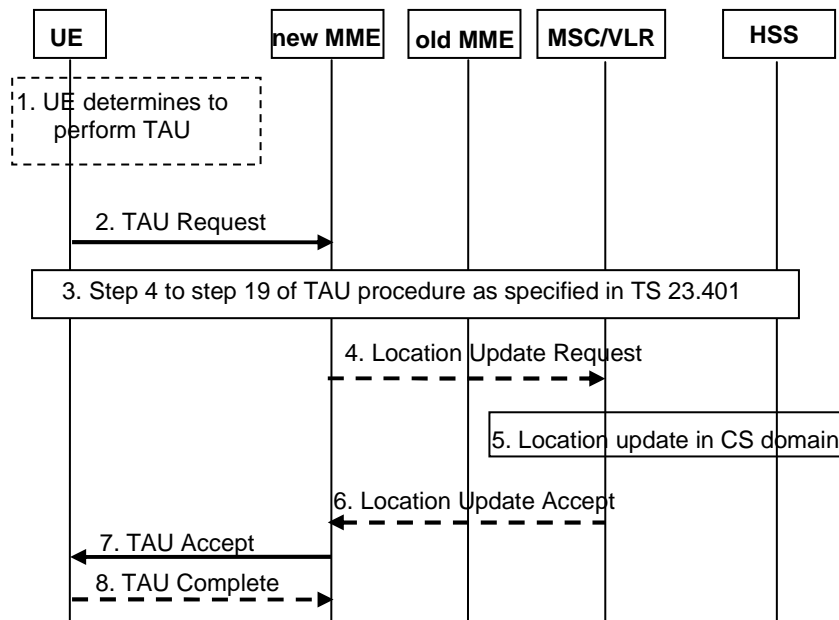 UE
new MME
old MME
MSC/VLR
HSS
1. UE determines to
perform TAU
2. TAU Request
3. Step 4 to step 19 of TAU procedure as specified in TS 23.401
4. Location Update Request
5. Location update in CS domain
6. Location Update Accept
7. TAU Accept
8. TAU Complete